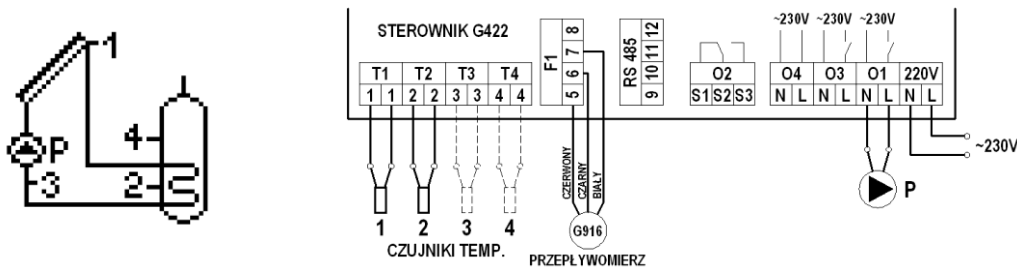 1
P
4
3
2
STEROWNIK G422
T1 T2 T3 T4
1 1 2 2 3 3 4 4
F1
8
7
6
5
RS 485
12
11
10
9
O2
S1 S2 S3
~230V ~230V ~230V
O4 O3 O1 220V
N L N L N L N L
~230V
CZERWONY
CZARNY
BIAŁY
P
1 2 3 4
G916
CZUJNIKI TEMP.
PRZEPŁYWOMIERZ